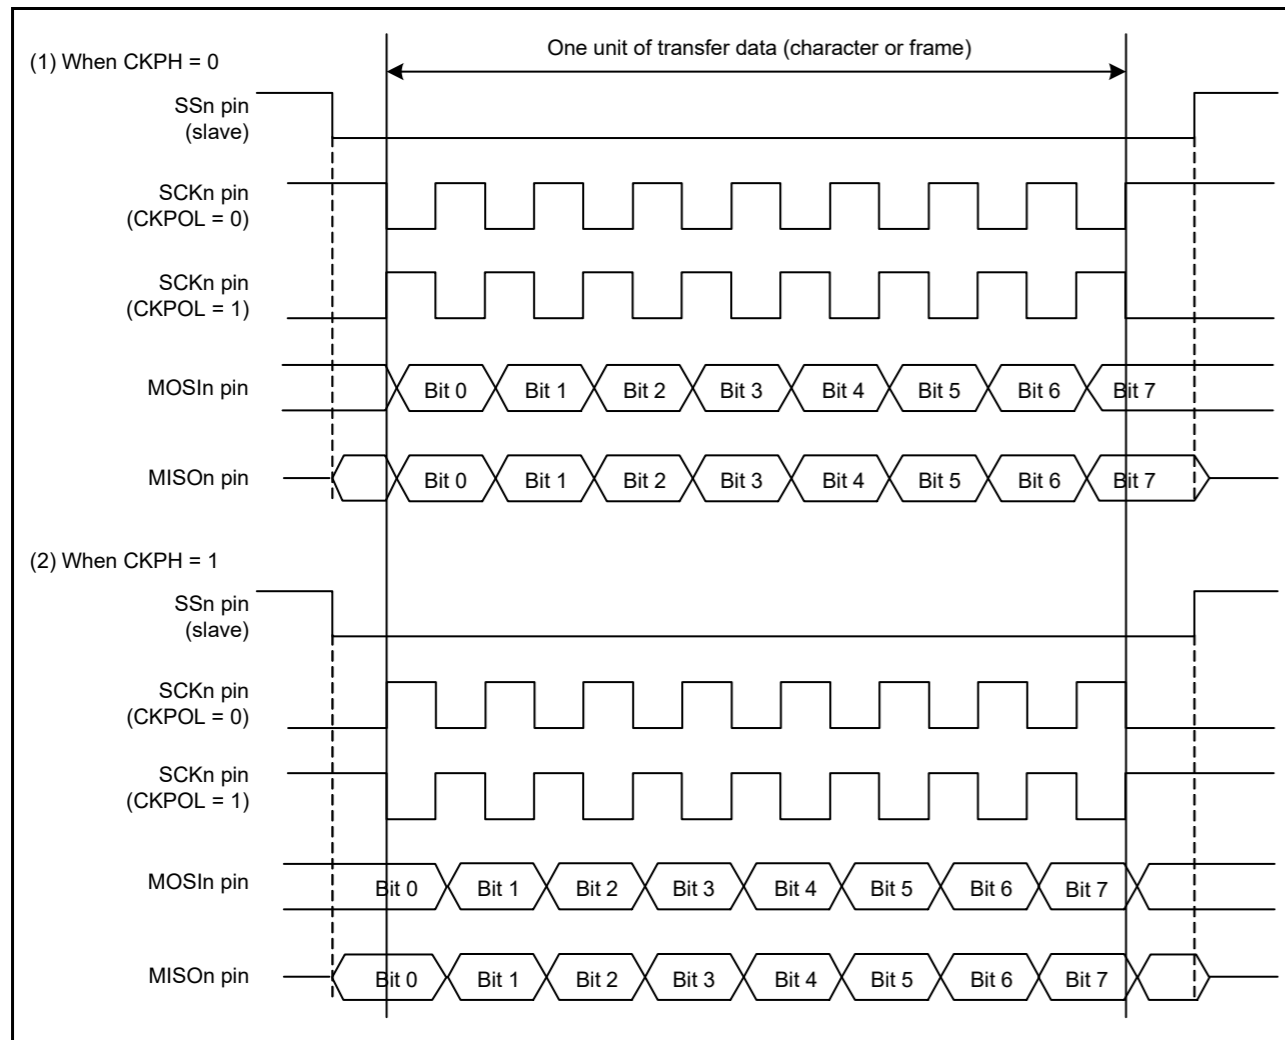 One unit of transfer data (character or frame)
(1) When CKPH = 0
SSn pin
(slave)
SCKn pin
(CKPOL = 0)
SCKn pin
(CKPOL = 1)
MOSIn pin Bit 0 Bit 1 Bit 2 Bit 3 Bit 4 Bit 5 Bit 6 Bit 7
MISOn pin Bit 0 Bit 1 Bit 2 Bit 3 Bit 4 Bit 5 Bit 6 Bit 7
(2) When CKPH = 1
SSn pin
(slave)
SCKn pin
(CKPOL = 0)
SCKn pin
(CKPOL = 1)
MOSIn pin Bit 0 Bit 1 Bit 2 Bit 3 Bit 4 Bit 5 Bit 6 Bit 7
MISOn pin Bit 0 Bit 1 Bit 2 Bit 3 Bit 4 Bit 5 Bit 6 Bit 7